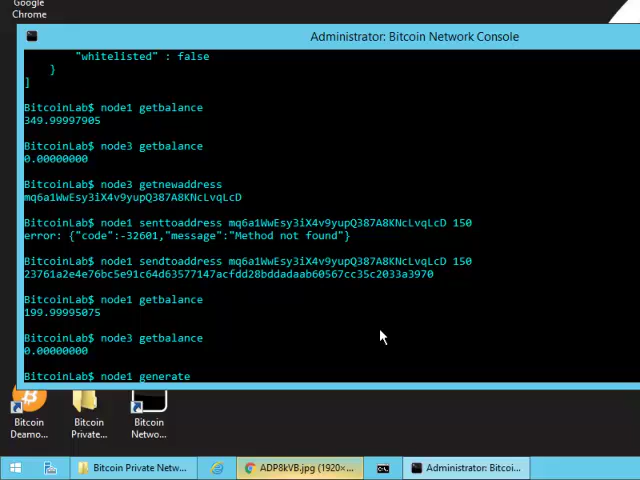 Google
Chrome
Administrator: Bitcoin Network Console
"whitelisted" : false
}
]
BitcoinLab$ node1 getbalance
349.99997905
BitcoinLab$ node3 getbalance
0.00000000
BitcoinLab$ node3 getnewaddress
mq6a1WwEsy3iX4v9yupQ387A8KNcLvqLcD
BitcoinLab$ node1 senttoaddress mq6a1WwEsy3iX4v9yupQ387A8KNcLvqLcD 150
error: {"code":-32601,"message":"Method not found"}
BitcoinLab$ node1 sendtoaddress mq6a1WwEsy3iX4v9yupQ387A8KNcLvqLcD 150
23761a2e4e76bc5e91c64d63577147acfdd28bddadaab60567cc35c2033a3970
BitcoinLab$ node1 getbalance
199.99995075
BitcoinLab$ node3 getbalance
0.00000000
BitcoinLab$ node1 generate
Bitcoin
Deamo...
Bitcoin
Private...
Bitcoin
Netwo...
Bitcoin Private Netw...
ADP8kVB.jpg (1920×...
Administrator: Bitcoi...